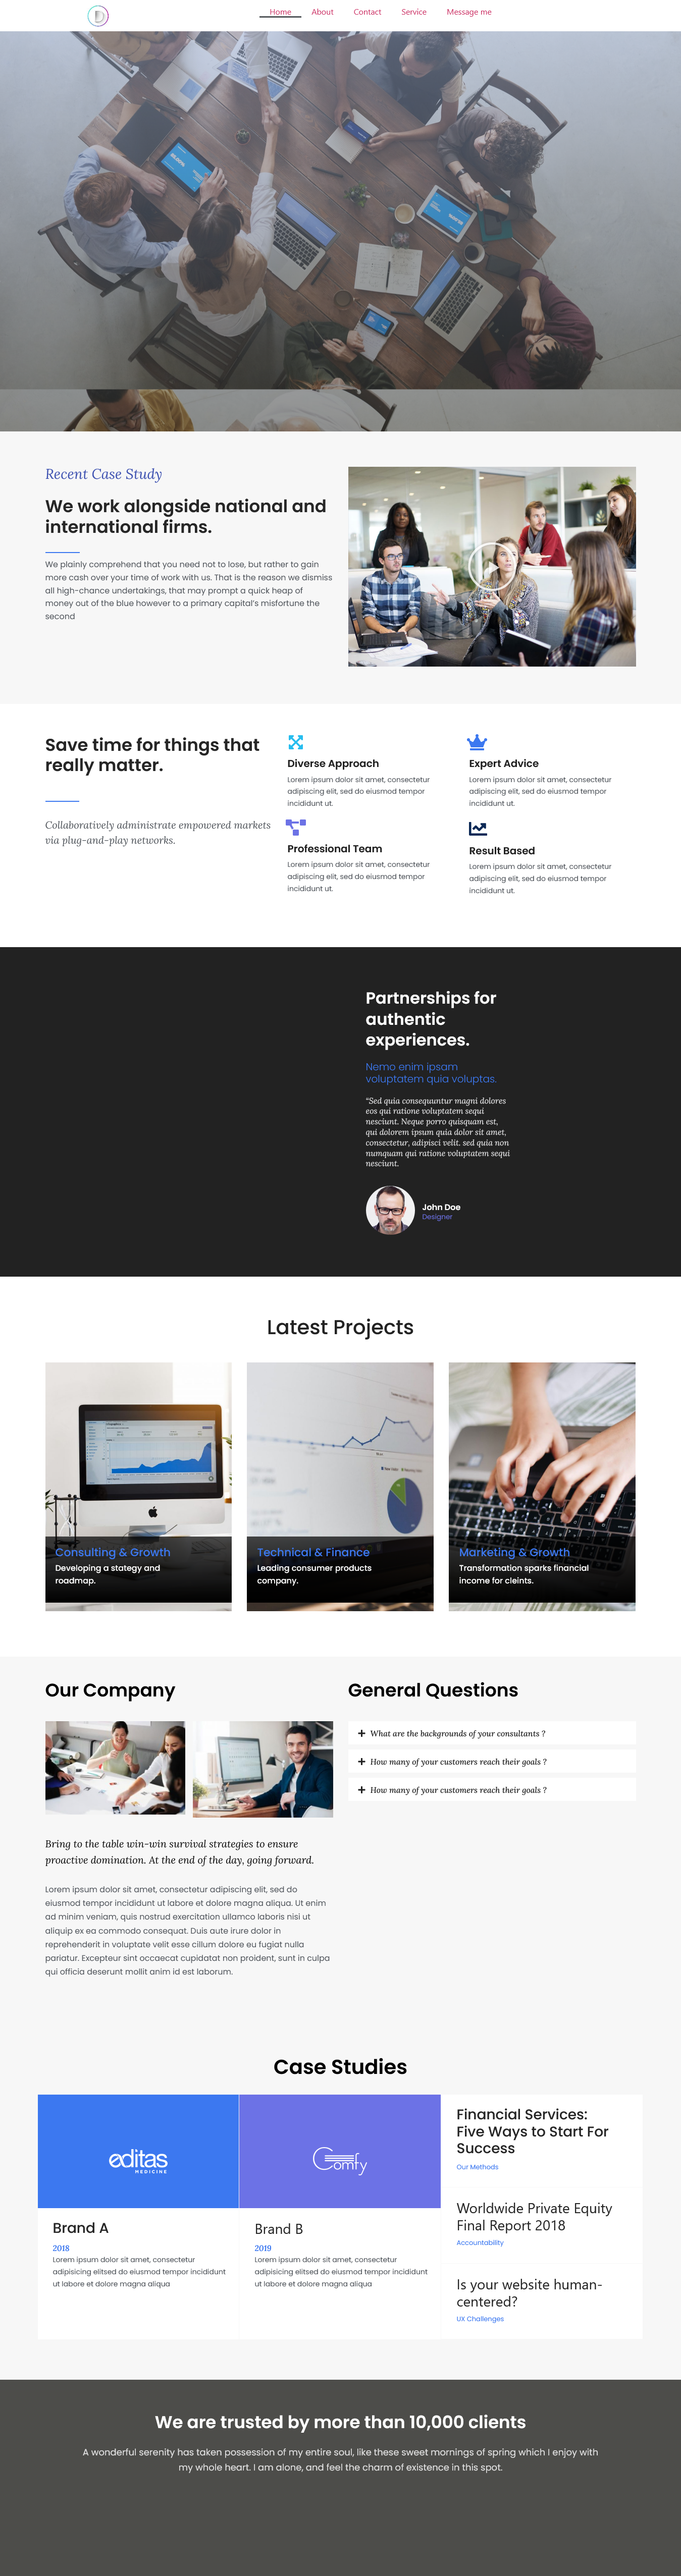 Home About Contact Service Message me
Recent Case Study
We work alongside national and
international firms.
We plainly comprehend that you need not to lose, but rather to gain
more cash over your time of work with us. That is the reason we dismiss
all high-chance undertakings, that may prompt a quick heap of
money out of the blue however to a primary capital's misfortune the
second
Save time for things that
really matter.
Collaboratively administrate empowered markets
via plug-and-play networks.
Diverse Approach
Lorem ipsum dolor sit amet, consectetur
adipiscing elit, sed do eiusmod tempor
incididunt ut.
Expert Advice
Lorem ipsum dolor sit amet, consectetur
adipiscing elit, sed do eiusmod tempor
incididunt ut.
Professional Team
Lorem ipsum dolor sit amet, consectetur
adipiscing elit, sed do eiusmod tempor
incididunt ut.
Result Based
Lorem ipsum dolor sit amet, consectetur
adipiscing elit, sed do eiusmod tempor
incididunt ut.
Partnerships for
authentic
experiences.
Nemo enim ipsam
voluptatem quia voluptas.
"Sed quia consequuntur magni dolores
eos qui ratione voluptatem sequi
nesciunt. Neque porro quisquam est,
qui dolorem ipsum quia dolor sit amet,
consectetur, adipisci velit. sed quia non
numquam qui ratione voluptatem sequi
nesciunt.
John Doe
Designer
Latest Projects
Consulting & Growth
Developing a stategy and
roadmap.
Technical & Finance
Leading consumer products
company.
Marketing & Growth
Transformation sparks financial
income for cleints.
Our Company
Bring to the table win-win survival strategies to ensure
proactive domination. At the end of the day, going forward.
Lorem ipsum dolor sit amet, consectetur adipiscing elit, sed do
eiusmod tempor incididunt ut labore et dolore magna aliqua. Ut enim
ad minim veniam, quis nostrud exercitation ullamco laboris nisi ut
aliquip ex ea commodo consequat. Duis aute irure dolor in
reprehenderit in voluptate velit esse cillum dolore eu fugiat nulla
pariatur. Excepteur sint occaecat cupidatat non proident, sunt in culpa
qui officia deserunt mollit anim id est laborum.
General Questions
What are the backgrounds of your consultants ?
How many of your customers reach their goals ?
How many of your customers reach their goals ?
Case Studies
editas
MEDICINE
Brand A
2018
Lorem ipsum dolor sit amet, consectetur
adipisicing elitsed do eiusmod tempor incididunt
ut labore et dolore magna aliqua
Comfy
Brand B
2019
Lorem ipsum dolor sit amet, consectetur
adipisicing elitsed do eiusmod tempor incididunt
ut labore et dolore magna aliqua
Financial Services:
Five Ways to Start For
Success
Our Methods
Worldwide Private Equity
Final Report 2018
Accountability
Is your website human-
centered?
UX Challenges
We are trusted by more than 10,000 clients
A wonderful serenity has taken possession of my entire soul, like these sweet mornings of spring which I enjoy with
my whole heart. I am alone, and feel the charm of existence in this spot.